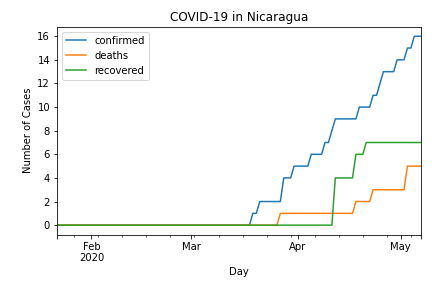 COVID-19 in Nicaragua
confirmed
deaths
recovered
Number of Cases
16
14
12
10
8
6
4
2
0
Feb
2020
Mar
Apr
May
Day